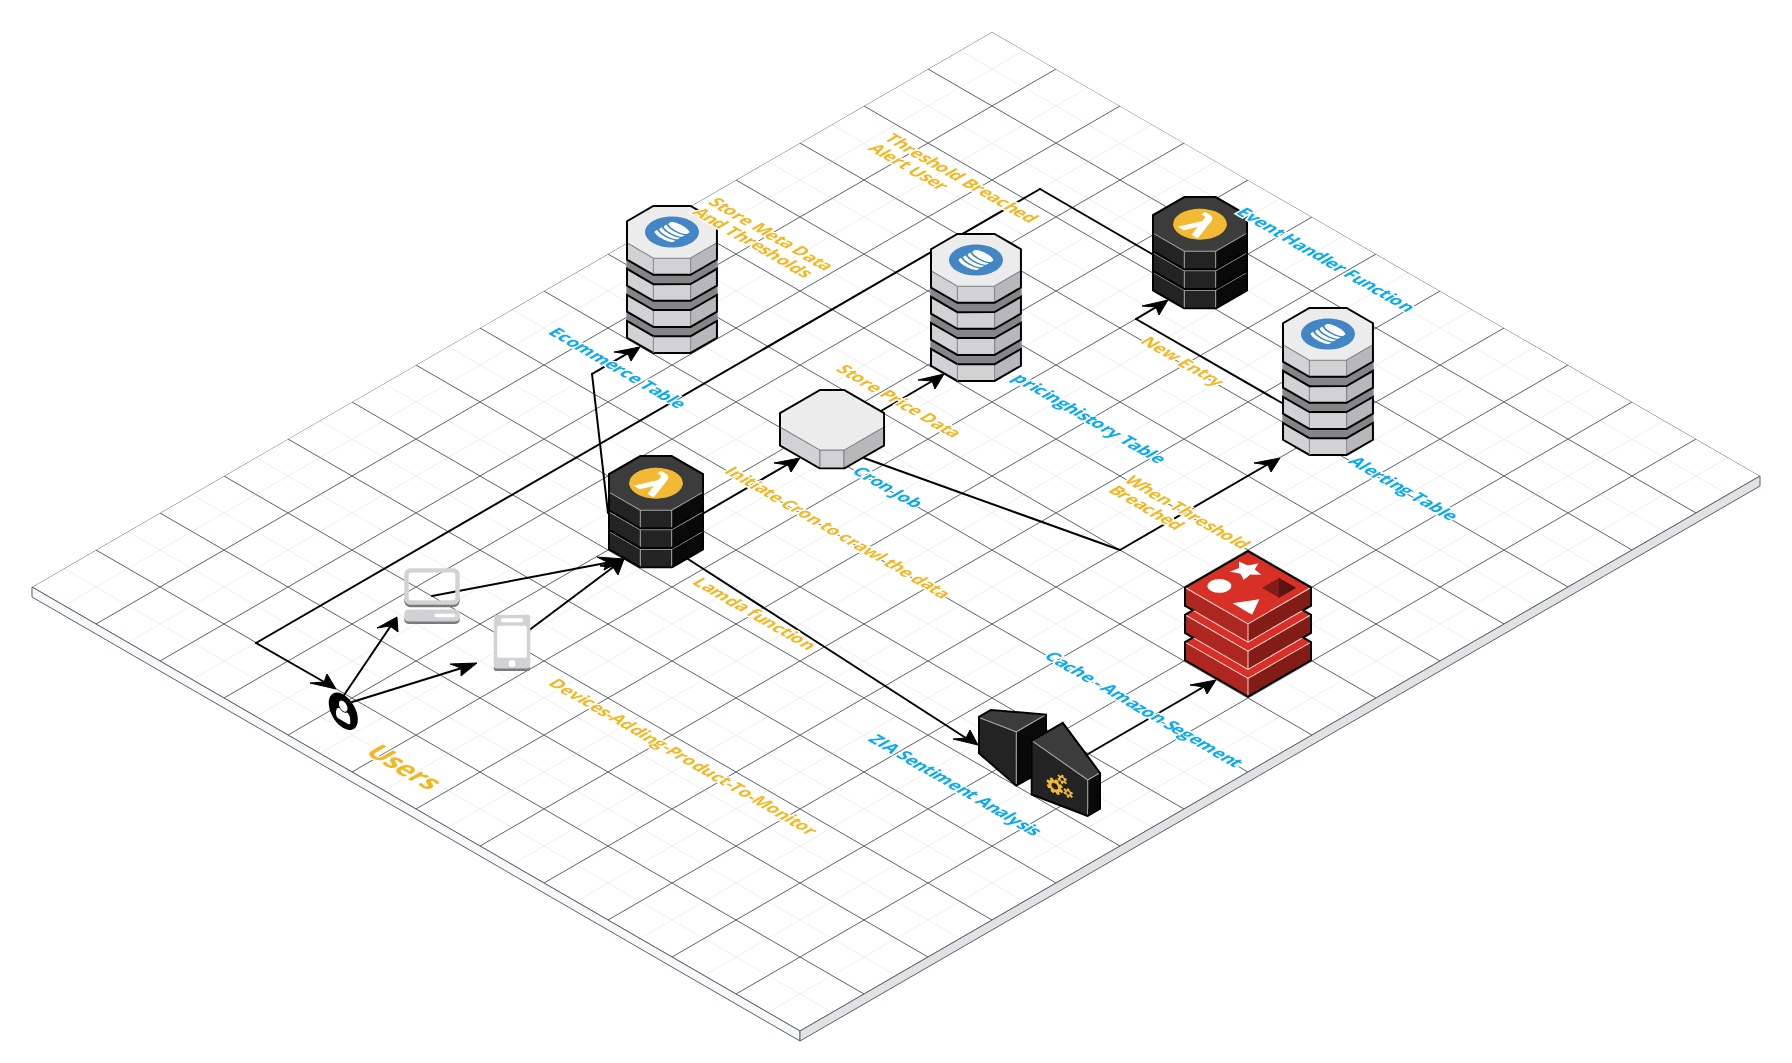 Threshold Breached
Alert User
Store Meta Data
And Thresholds
Event Handler Function
Ecommerce Table
New Entry
Store Price Data
pricinghistory Table
Initiate Cron to crawl the data
Cron Job
When Threshold
Breached
Alerting Table
Lamda function
Cache - Amazon Segement
Devices Adding Product To Monitor
ZIA Sentiment Analysis
Users